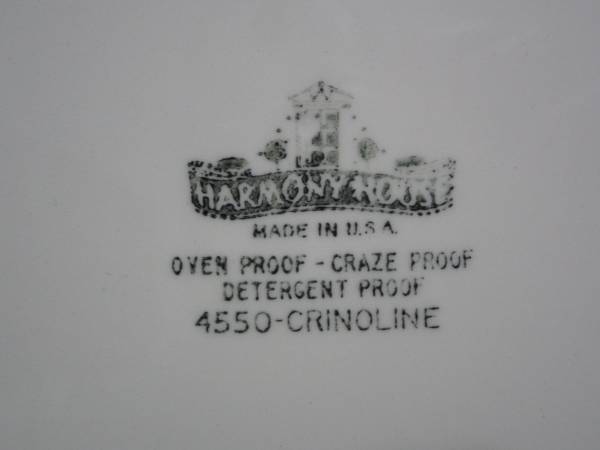 HARMONY HOUSE
MADE IN U.S.A.
OVEN PROOF - CRAZE PROOF
DETERGENT PROOF
4550-CRINOLINE